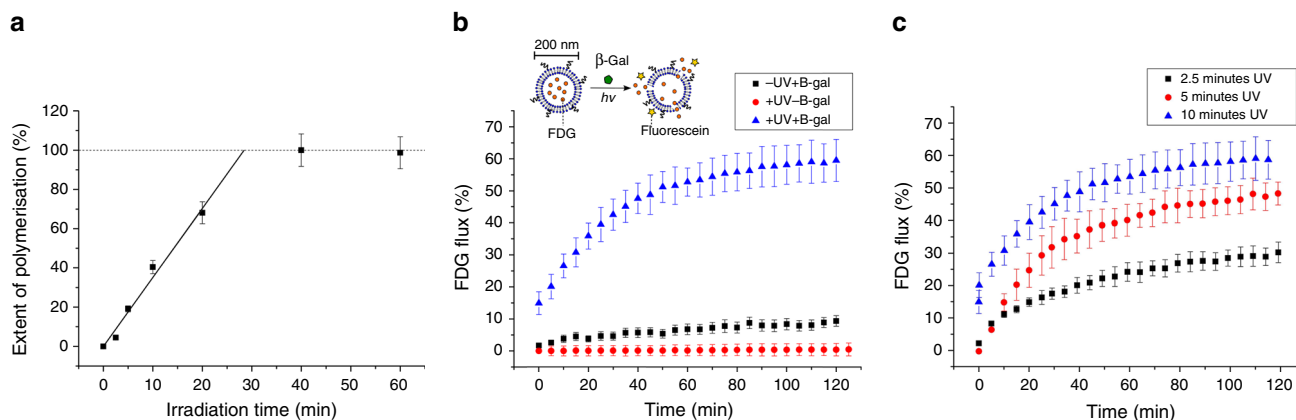 a
120
100
80
60
40
20
0
Extent of polymerisation (%)
0 10 20 30 40 50 60
Irradiation time (min)
b
200 nm
β-Gal
hv
FDG
Fluorescein
−UV+B-gal
+UV−B-gal
+UV+B-gal
70
60
50
40
30
20
10
0
FDG flux (%)
0 20 40 60 80 100 120
Time (min)
c
2.5 minutes UV
5 minutes UV
10 minutes UV
70
60
50
40
30
20
10
0
FDG flux (%)
0 20 40 60 80 100 120
Time (min)